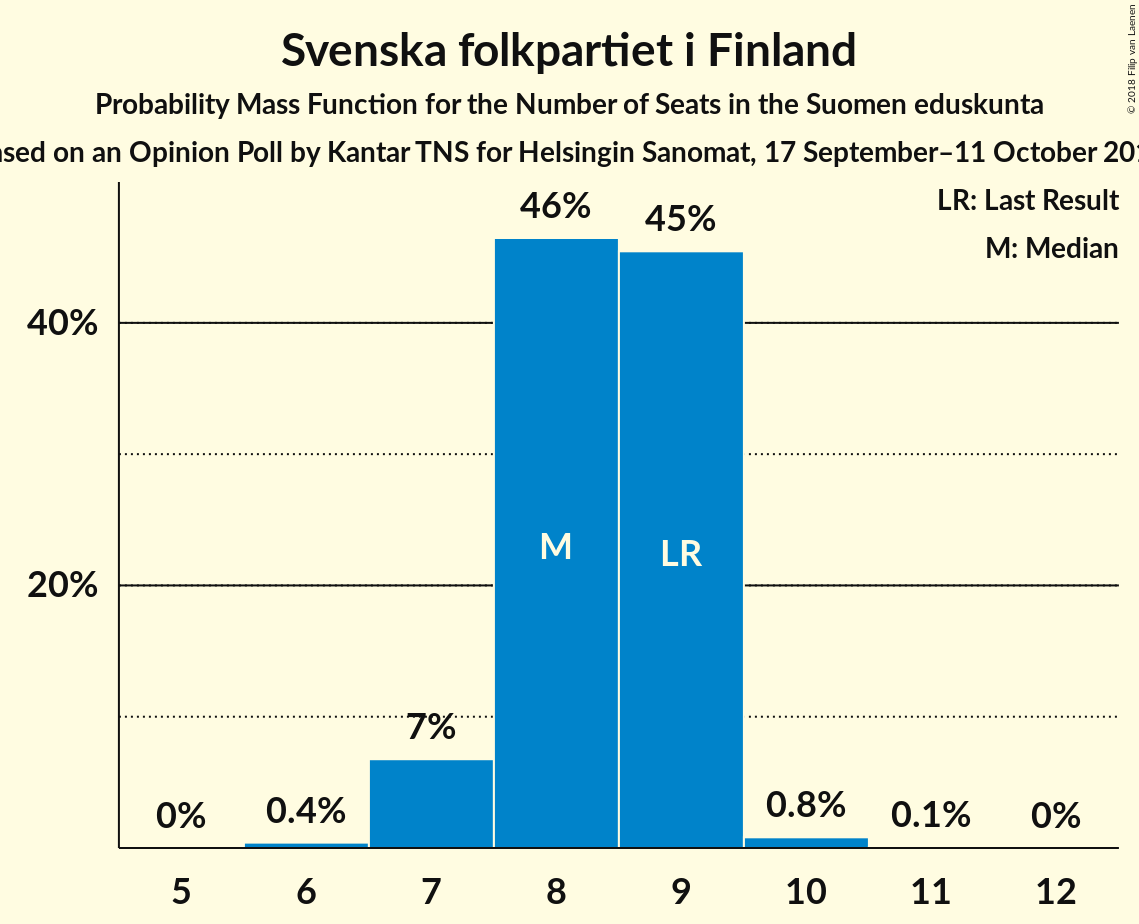 Svenska folkpartiet i Finland
Probability Mass Function for the Number of Seats in the Suomen eduskunta
on an Opinion Poll by Kantar TNS for Helsingin Sanomat, 17 September–11 October
© 2018 Filip van Laenen
LR: Last Result
M: Median
46%
45%
40%
M
LR
20%
7%
0%
0.4%
0.8%
0.1%
0%
5 6 7 8 9 10 11 12